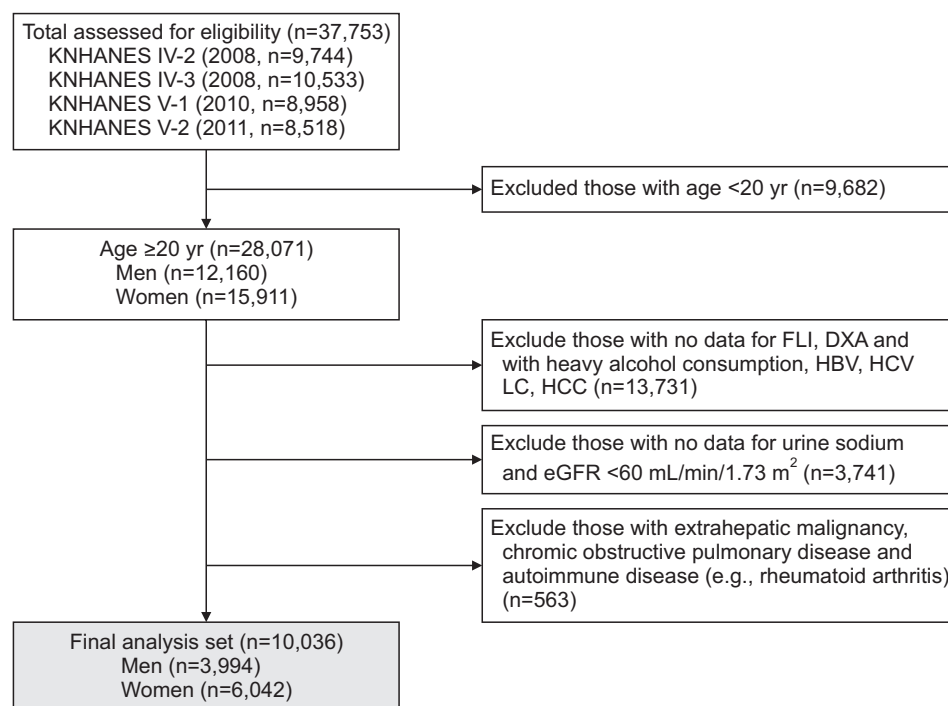 Total assessed for eligibility (n=37,753)
KNHANES IV-2 (2008, n=9,744)
KNHANES IV-3 (2008, n=10,533)
KNHANES V-1 (2010, n=8,958)
KNHANES V-2 (2011, n=8,518)
Excluded those with age <20 yr (n=9,682)
Age ≥20 yr (n=28,071)
Men (n=12,160)
Women (n=15,911)
Exclude those with no data for FLI, DXA and
with heavy alcohol consumption, HBV, HCV
LC, HCC (n=13,731)
Exclude those with no data for urine sodium
and eGFR <60 mL/min/1.73 m² (n=3,741)
Exclude those with extrahepatic malignancy,
chromic obstructive pulmonary disease and
autoimmune disease (e.g., rheumatoid arthritis)
(n=563)
Final analysis set (n=10,036)
Men (n=3,994)
Women (n=6,042)